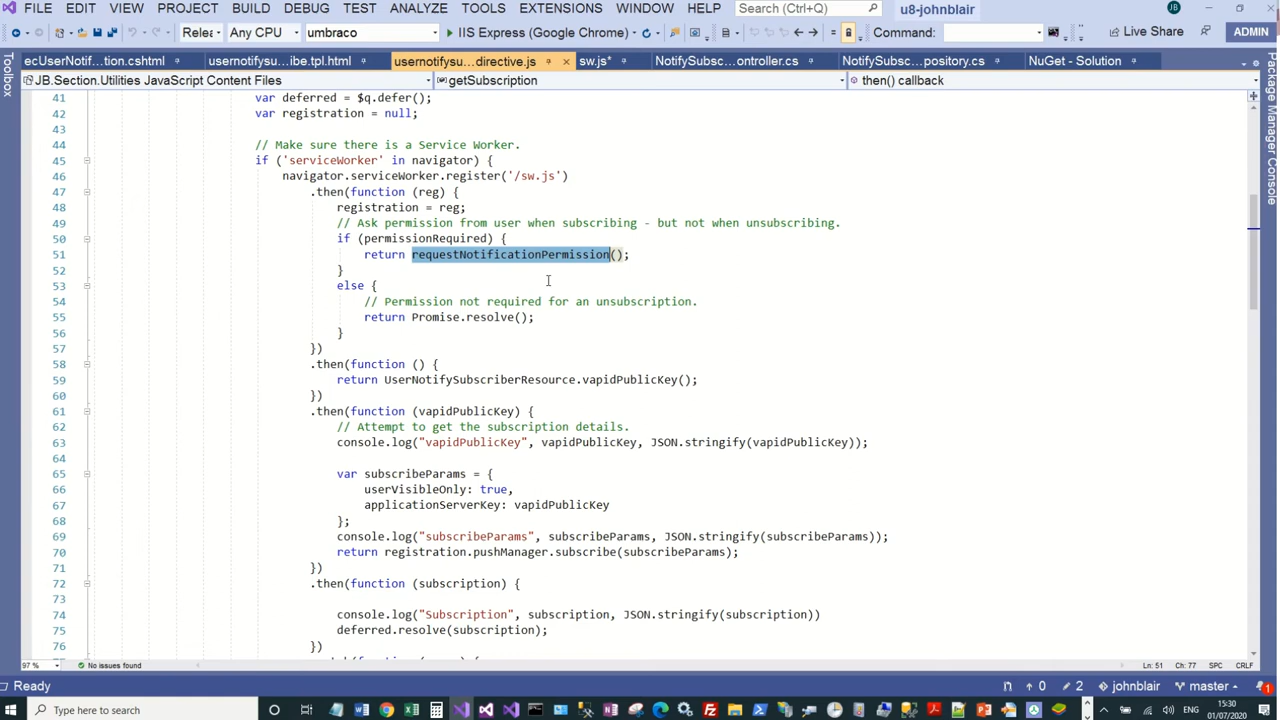 FILE EDIT VIEW PROJECT BUILD DEBUG TEST ANALYZE TOOLS EXTENSIONS WINDOW HELP Search (Ctrl+Q) u8-johnblair JB
Relea Any CPU umbraco IIS Express (Google Chrome) Command: ADMIN
ecUserNotif...tion.cshtml usernotifysu...ibe.tpl.html usernotifysu...directive.js sw.js* NotifySubsc...ontroller.cs NotifySubsc...pository.cs NuGet - Solution
JB.Section.Utilities JavaScript Content Files getSubscription then() callback
Toolbox
Package Manager Console
41 var deferred = $q.defer();
42 var registration = null;
43
44 // Make sure there is a Service Worker.
45 if ('serviceWorker' in navigator) {
46 navigator.serviceWorker.register('/sw.js')
47 .then(function (reg) {
48 registration = reg;
49 // Ask permission from user when subscribing - but not when unsubscribing.
50 if (permissionRequired) {
51 return requestNotificationPermission();
52 }
53 else {
54 // Permission not required for an unsubscription.
55 return Promise.resolve();
56 }
57 })
58 .then(function () {
59 return UserNotifySubscriberResource.vapidPublicKey();
60 })
61 .then(function (vapidPublicKey) {
62 // Attempt to get the subscription details.
63 console.log("vapidPublicKey", vapidPublicKey, JSON.stringify(vapidPublicKey));
64
65 var subscribeParams = {
66 userVisibleOnly: true,
67 applicationServerKey: vapidPublicKey
68 };
69 console.log("subscribeParams", subscribeParams, JSON.stringify(subscribeParams));
70 return registration.pushManager.subscribe(subscribeParams);
71 })
72 .then(function (subscription) {
73
74 console.log("Subscription", subscription, JSON.stringify(subscription))
75 deferred.resolve(subscription);
76 })
97 % No issues found Ln: 51 Ch: 77 SPC CRLF
Ready 0 2 johnblair master 1
Type here to search 15:30
01/07/2020